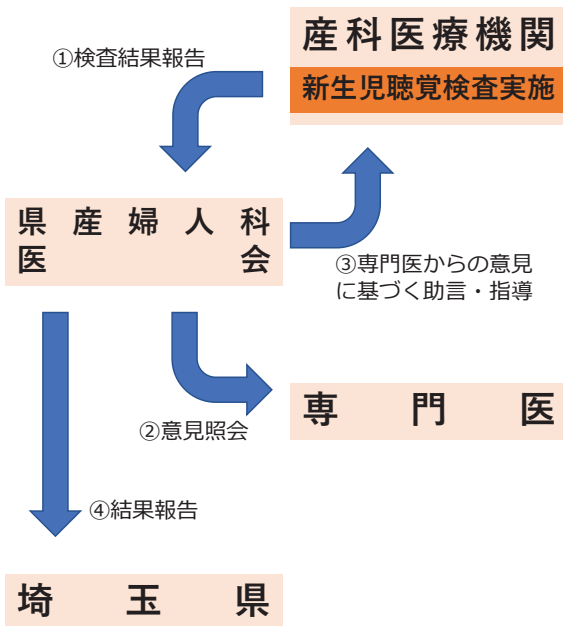 産科医療機関
新生児聴覚検査実施
①検査結果報告
県産婦人科
医会
③専門医からの意見
に基づく助言・指導
専門医
②意見照会
④結果報告
埼玉県